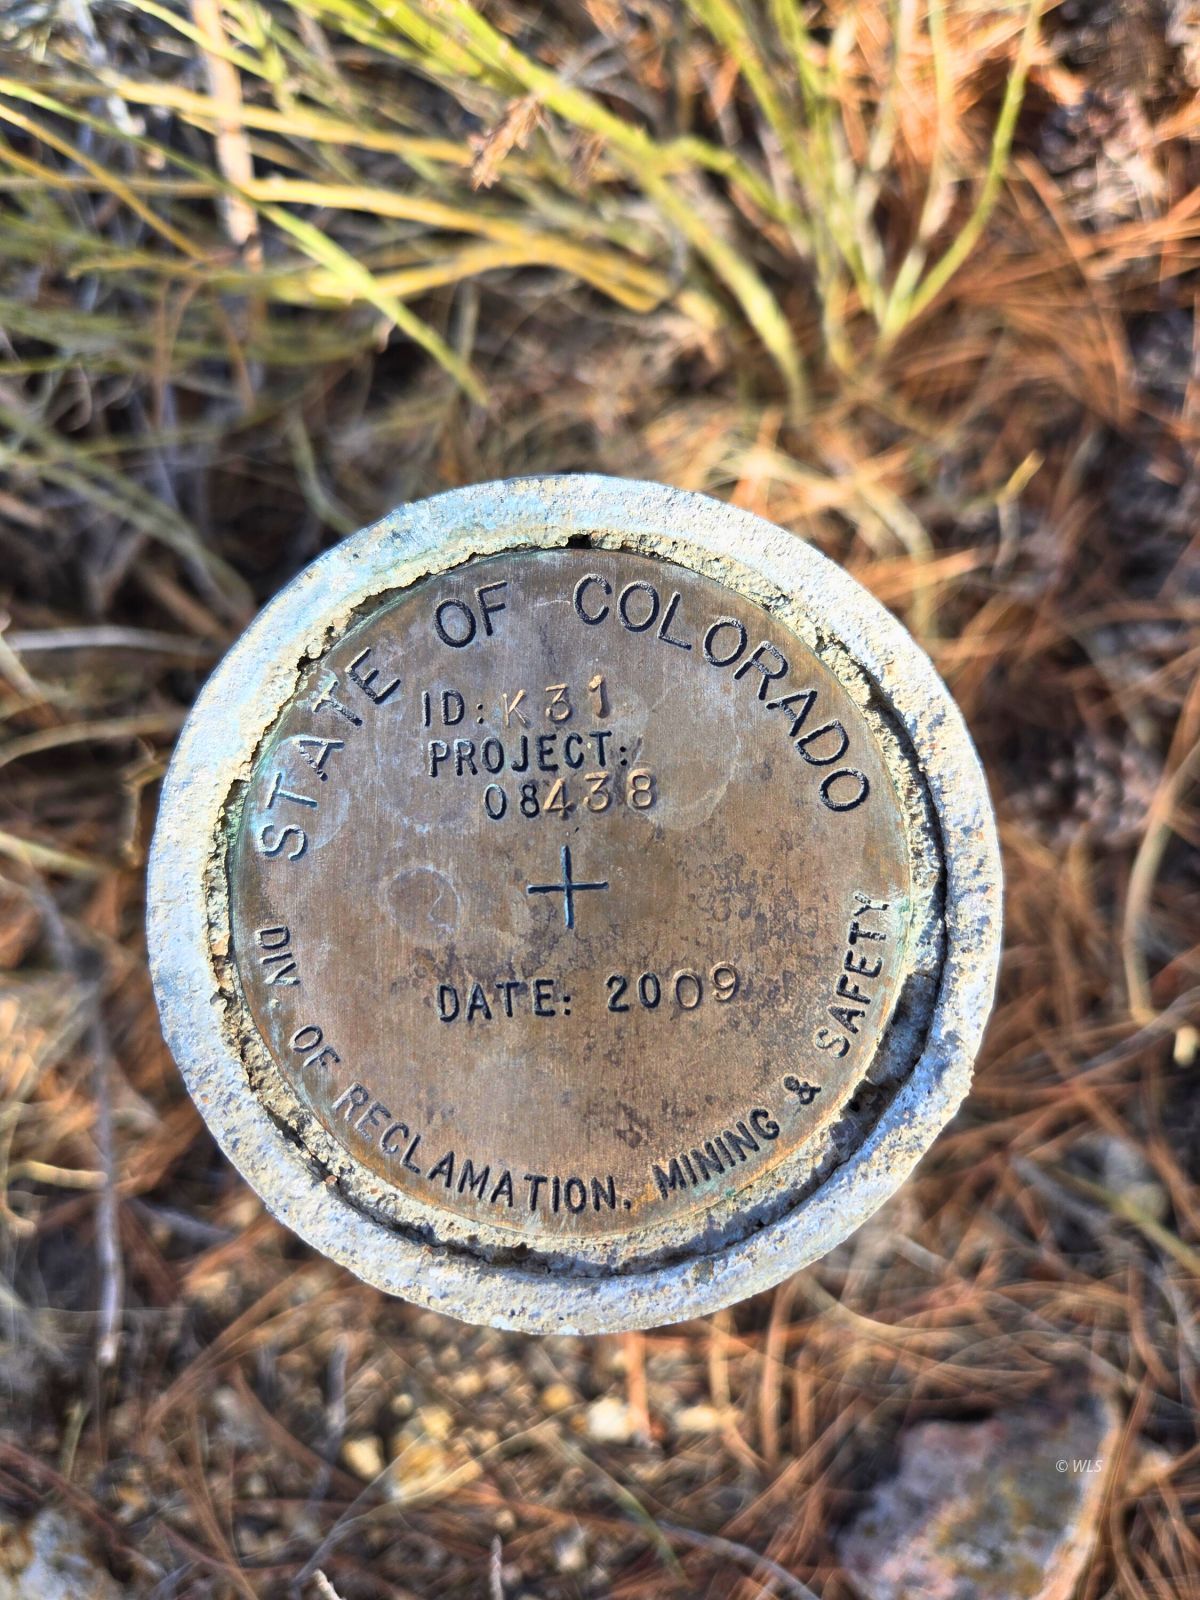 STATE OF COLORADO
ID: K31
PROJECT:
08438
DATE: 2009
DIV. OF RECLAMATION, MINING & SAFETY
© WLS